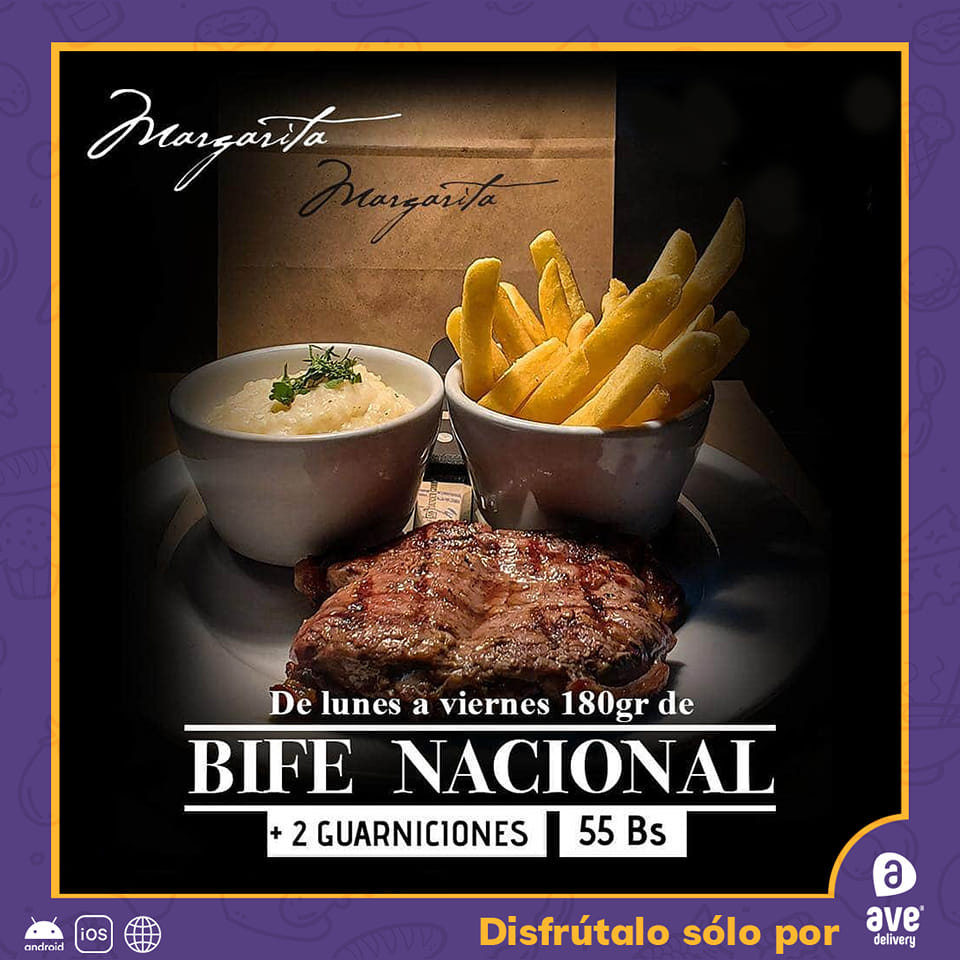 Margarita
Margarita
De lunes a viernes 180gr de
BIFE NACIONAL
+ 2 GUARNICIONES
55 Bs
android
iOS
Disfrútalo sólo por
a
ave
delivery